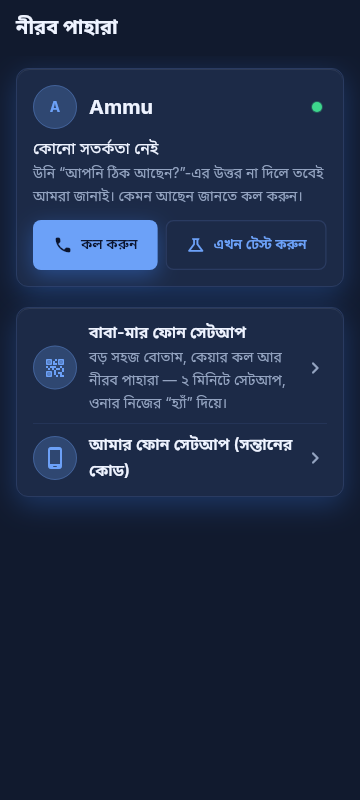 নীরব পাহারা
A
Ammu
কোনো সতর্কতা নেই
উনি “আপনি ঠিক আছেন?”-এর উত্তর না দিলে তবেই
আমরা জানাই। কেমন আছেন জানতে কল করুন।
কল করুন
এখন টেস্ট করুন
বাবা-মার ফোন সেটআপ
বড় সহজ বোতাম, কেয়ার কল আর
নীরব পাহারা — ২ মিনিটে সেটআপ,
ওনার নিজের “হ্যাঁ” দিয়ে।
আমার ফোন সেটআপ (সন্তানের
কোড)